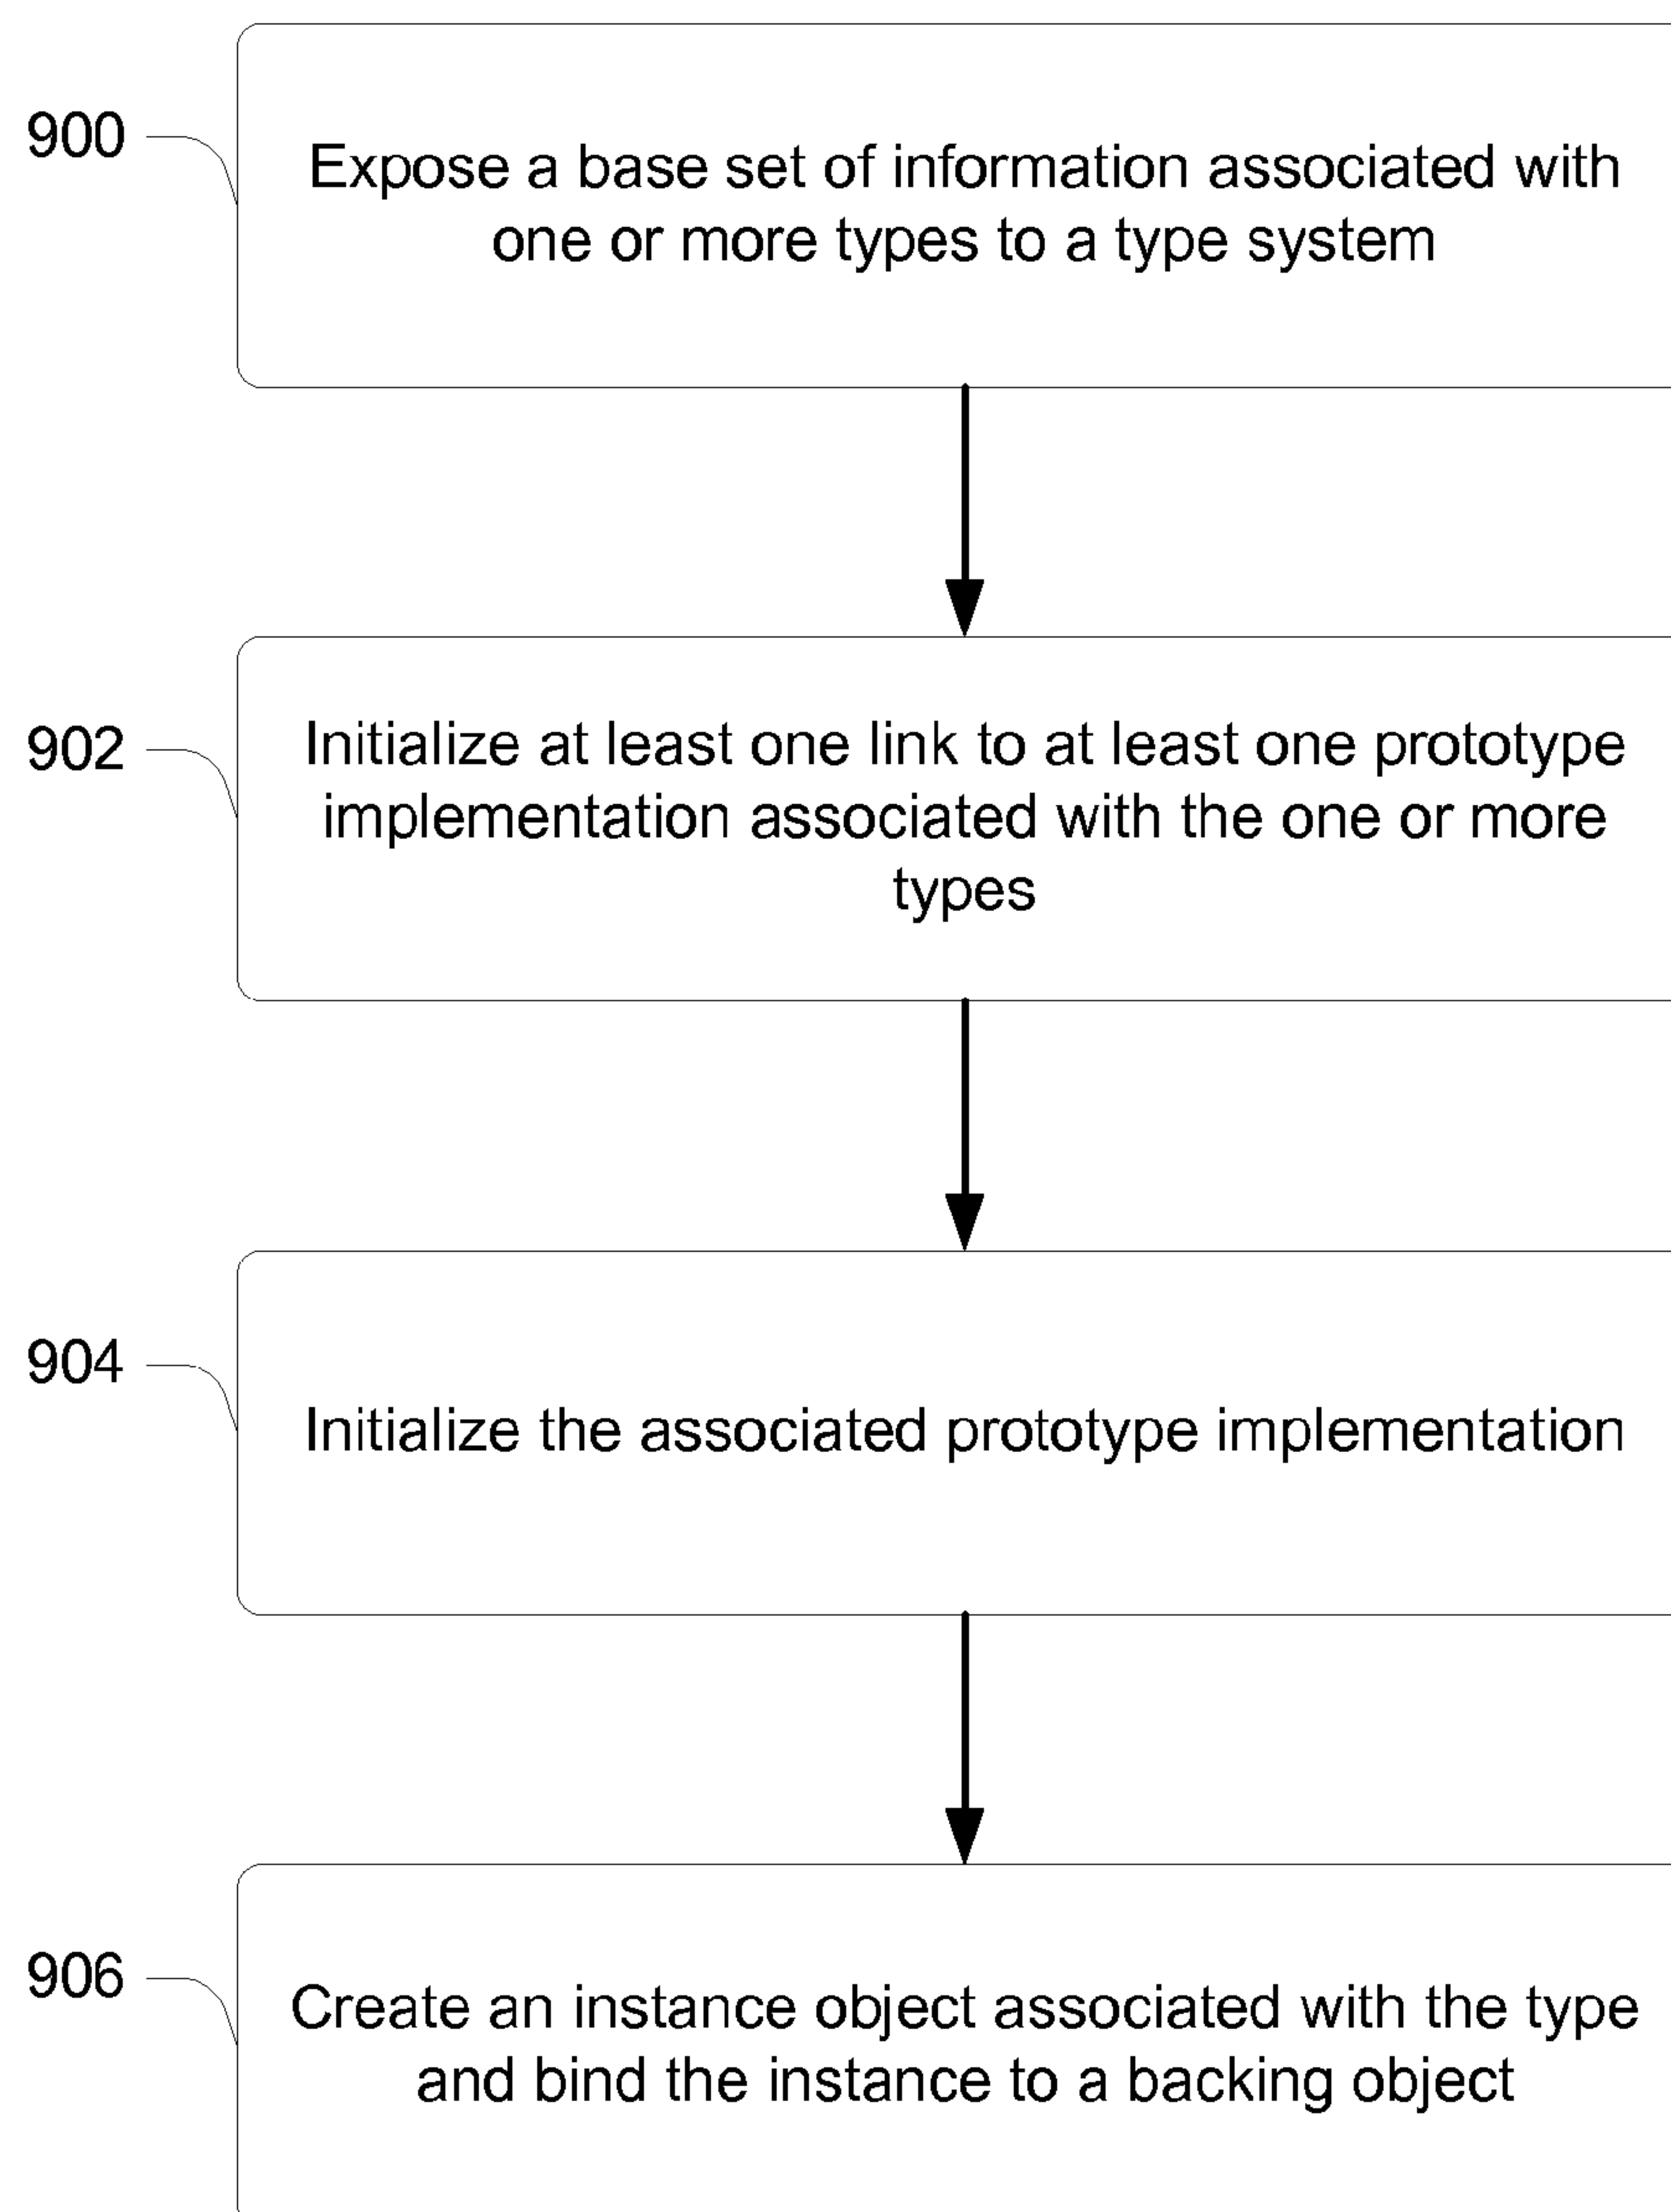 900
Expose a base set of information associated with
one or more types to a type system
902
Initialize at least one link to at least one prototype
implementation associated with the one or more
types
904
Initialize the associated prototype implementation
906
Create an instance object associated with the type
and bind the instance to a backing object